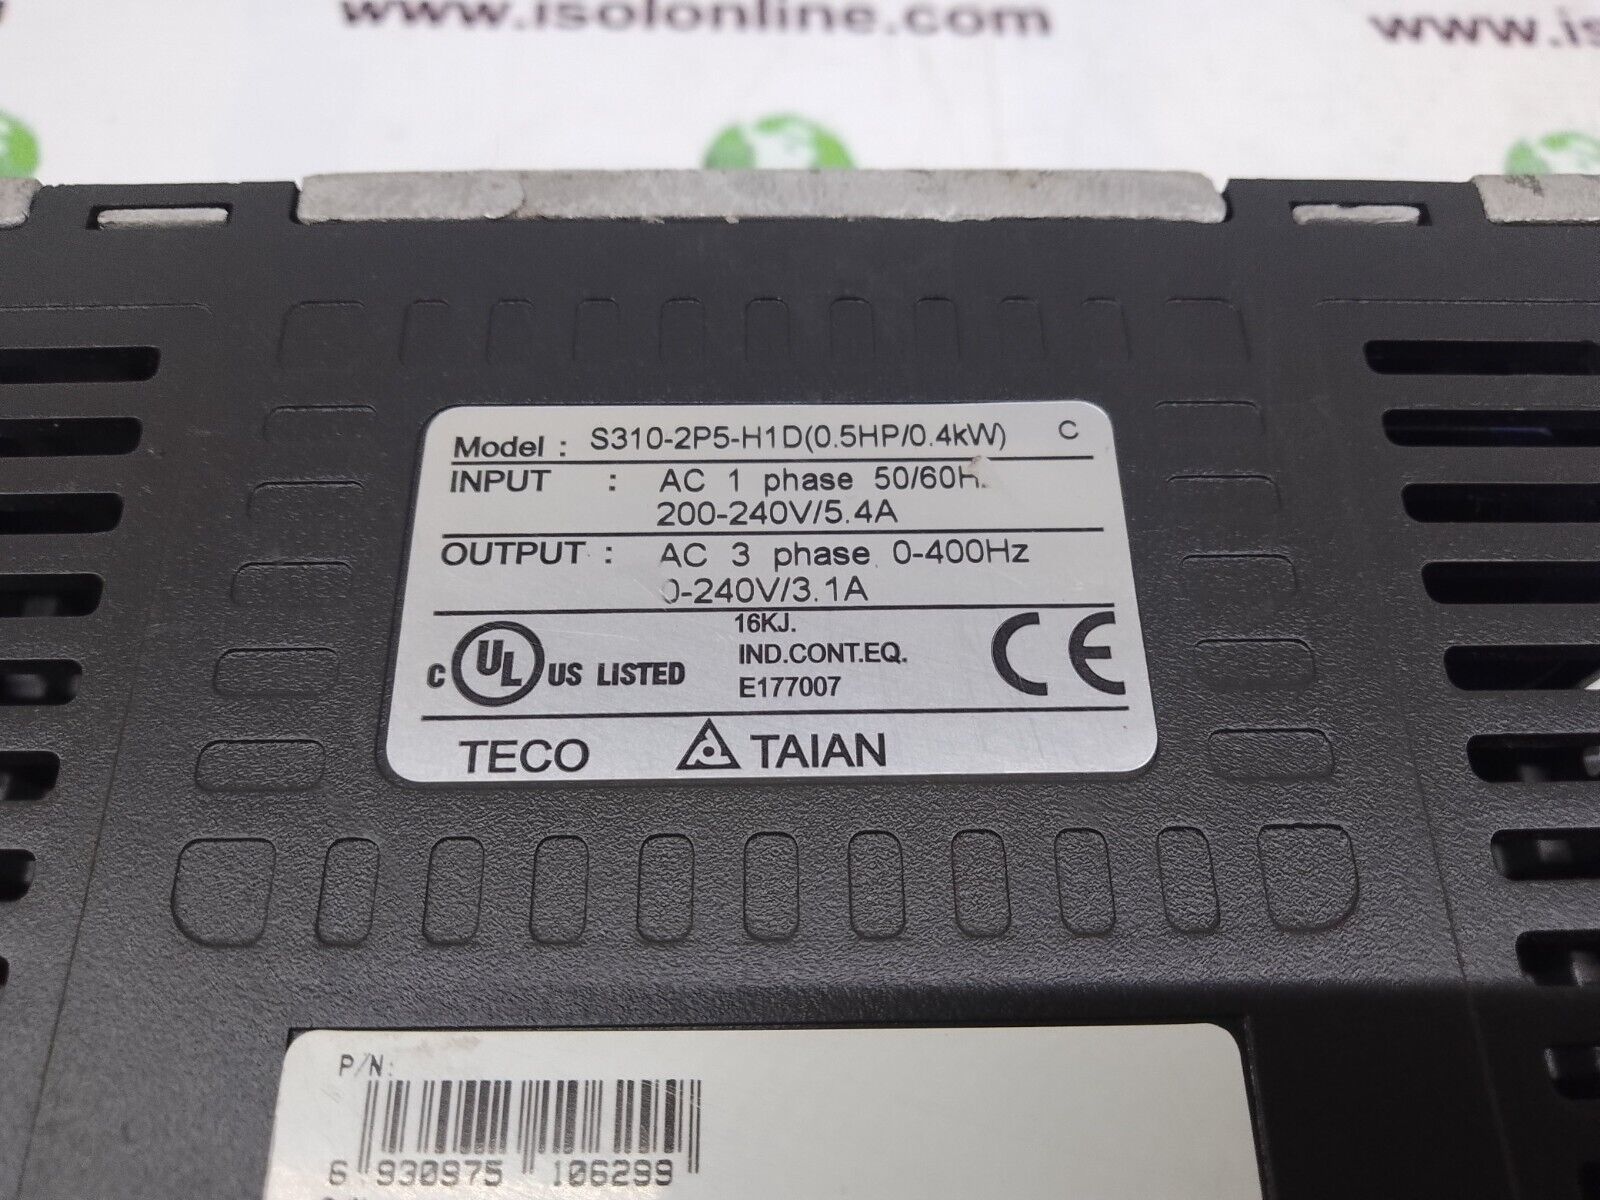 www.isolonline.com
www.is
Model : S310-2P5-H1D(0.5HP/0.4kW) C
INPUT : AC 1 phase 50/60H
200-240V/5.4A
OUTPUT : AC 3 phase 0-400Hz
0-240V/3.1A
C UL US LISTED
16KJ.
IND.CONT.EQ.
E177007
CE
TECO TAIAN
P/N:
6 930975 106299